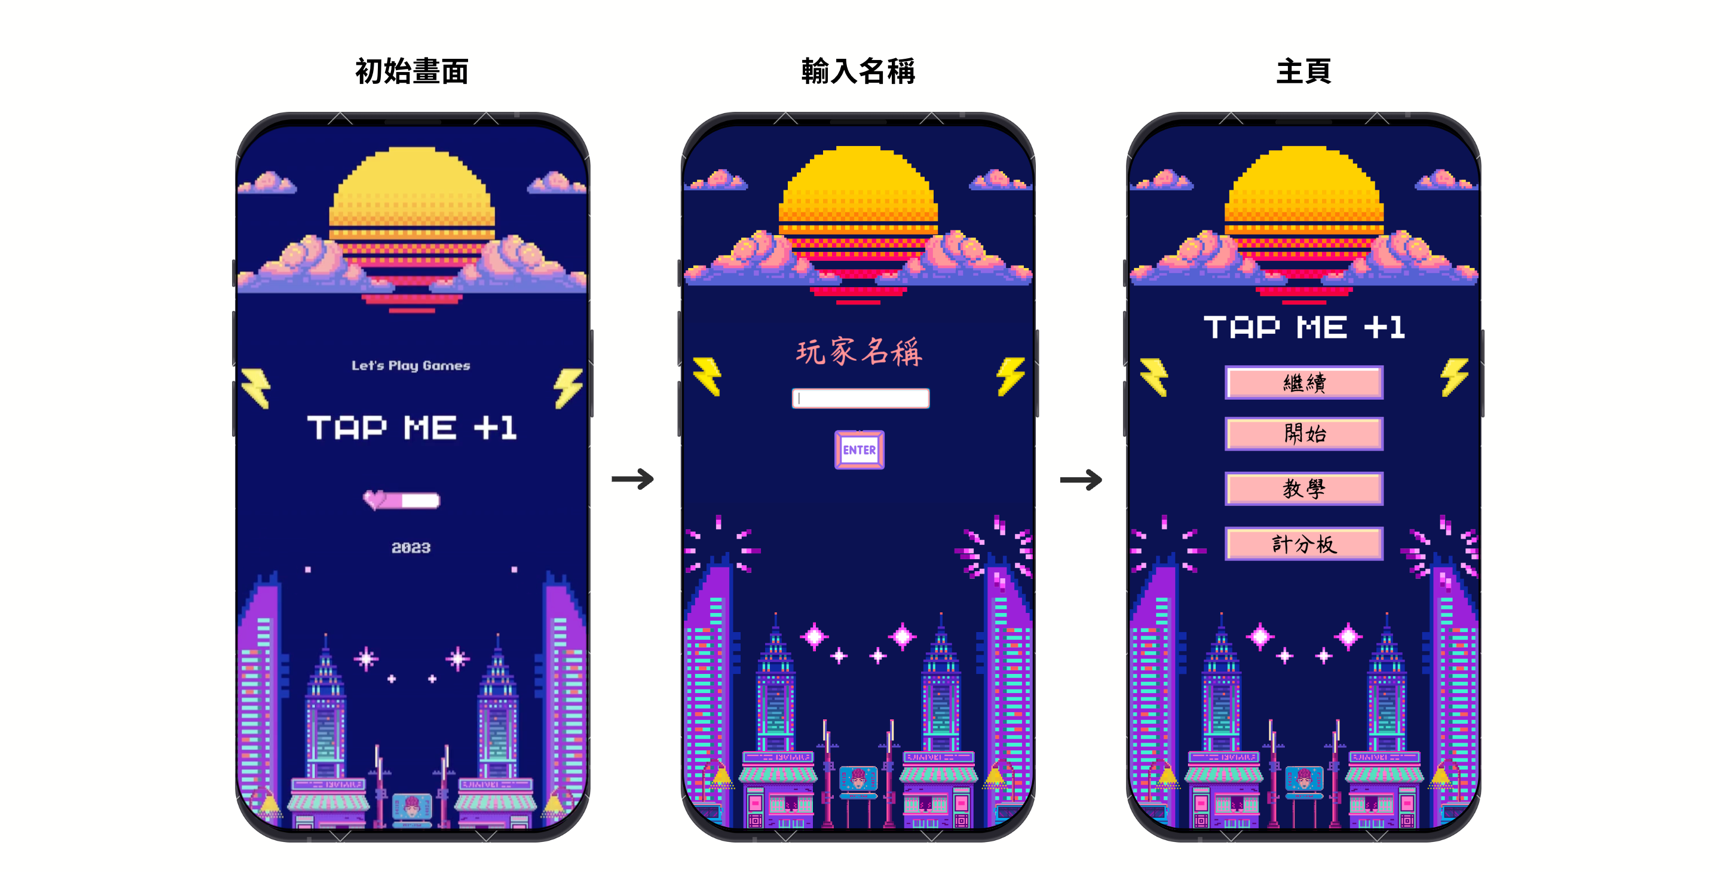 初始畫面
輸入名稱
主頁
Let's Play Games
TAP ME +1
2023
玩家名稱
ENTER
TAP ME +1
繼續
開始
教學
計分板